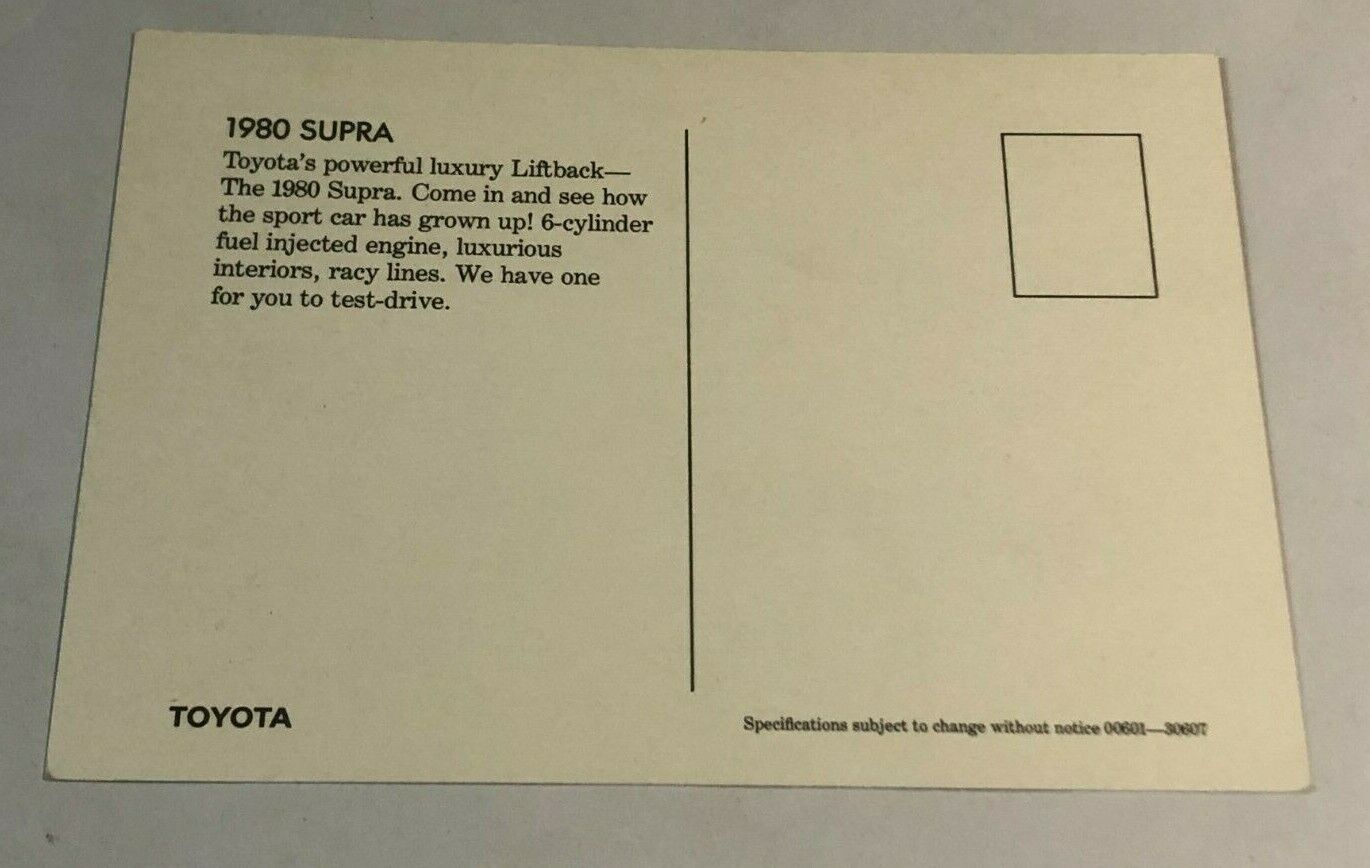 1980 SUPRA
Toyota's powerful luxury Liftback—
The 1980 Supra. Come in and see how
the sport car has grown up! 6-cylinder
fuel injected engine, luxurious
interiors, racy lines. We have one
for you to test-drive.
TOYOTA
Specifications subject to change without notice 00601—30607